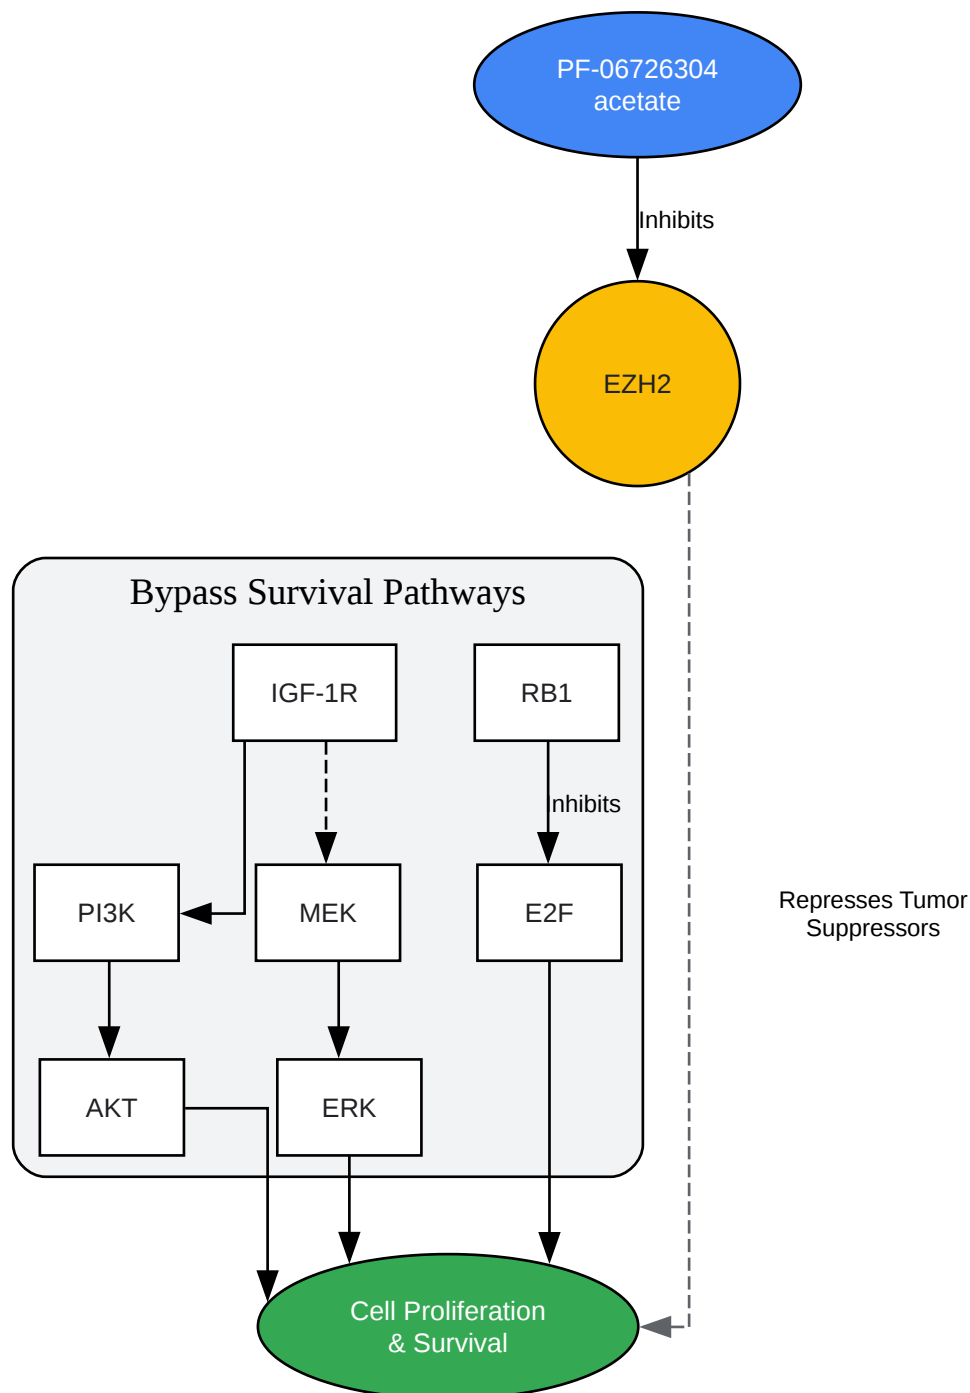 PF-06726304
acetate
Inhibits
EZH2
Bypass Survival Pathways
IGF-1R
RB1
Inhibits
PI3K
MEK
E2F
Represses Tumor
Suppressors
AKT
ERK
Cell Proliferation
& Survival